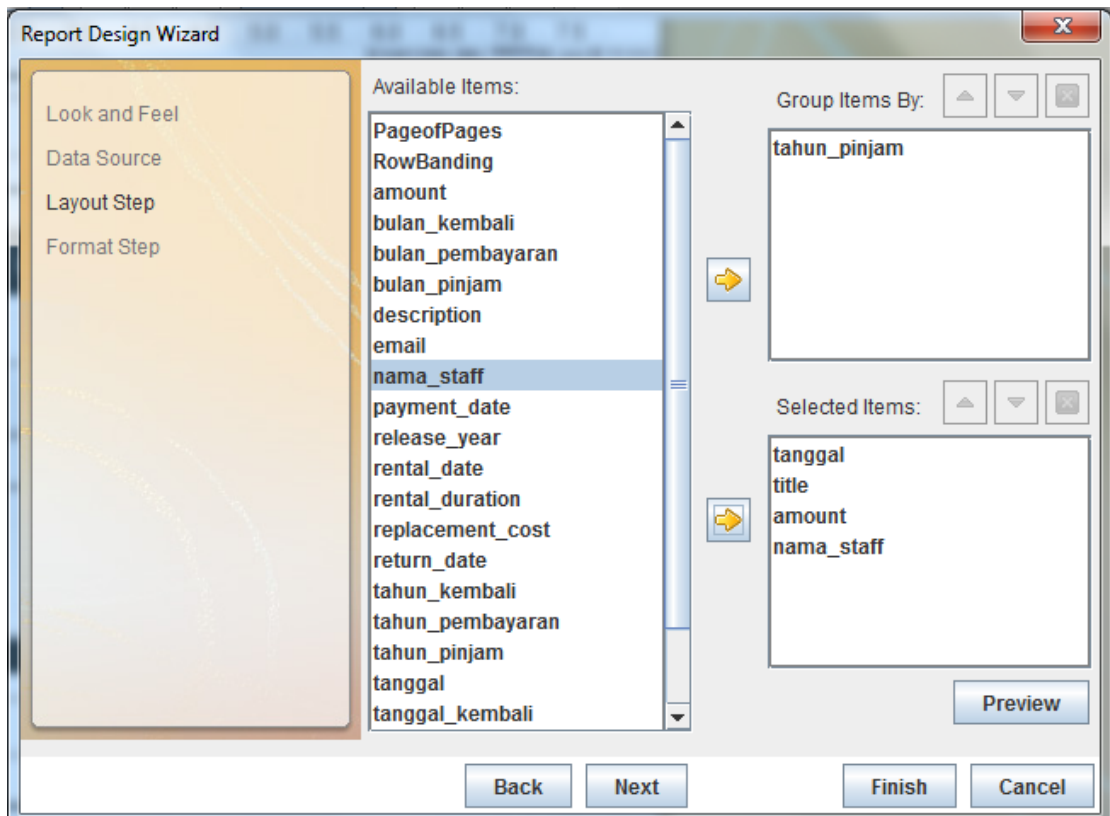 Report Design Wizard
Look and Feel
Data Source
Layout Step
Format Step
Available Items:
PageofPages
RowBanding
amount
bulan_kembali
bulan_pembayaran
bulan_pinjam
description
email
nama_staff
payment_date
release_year
rental_date
rental_duration
replacement_cost
return_date
tahun_kembali
tahun_pembayaran
tahun_pinjam
tanggal
tanggal_kembali
Group Items By:
tahun_pinjam
Selected Items:
tanggal
title
amount
nama_staff
Preview
Back
Next
Finish
Cancel